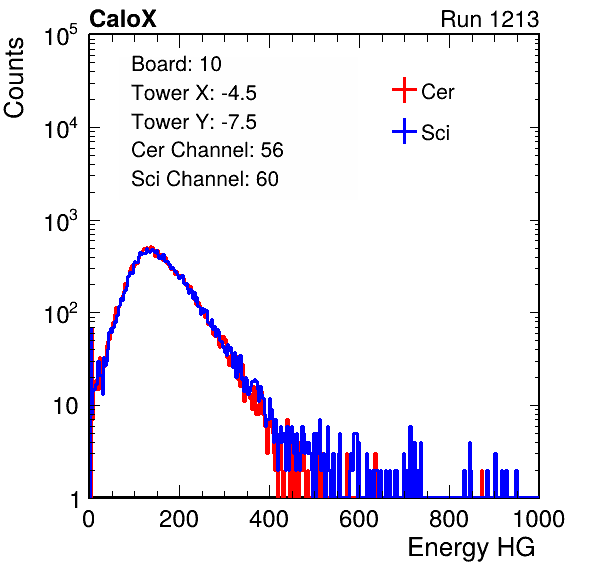 CaloX Run 1213
Counts
10^5
10^4
10^3
10^2
10
1
Board: 10
Tower X: -4.5
Tower Y: -7.5
Cer Channel: 56
Sci Channel: 60
Cer
Sci
0 200 400 600 800 1000
Energy HG